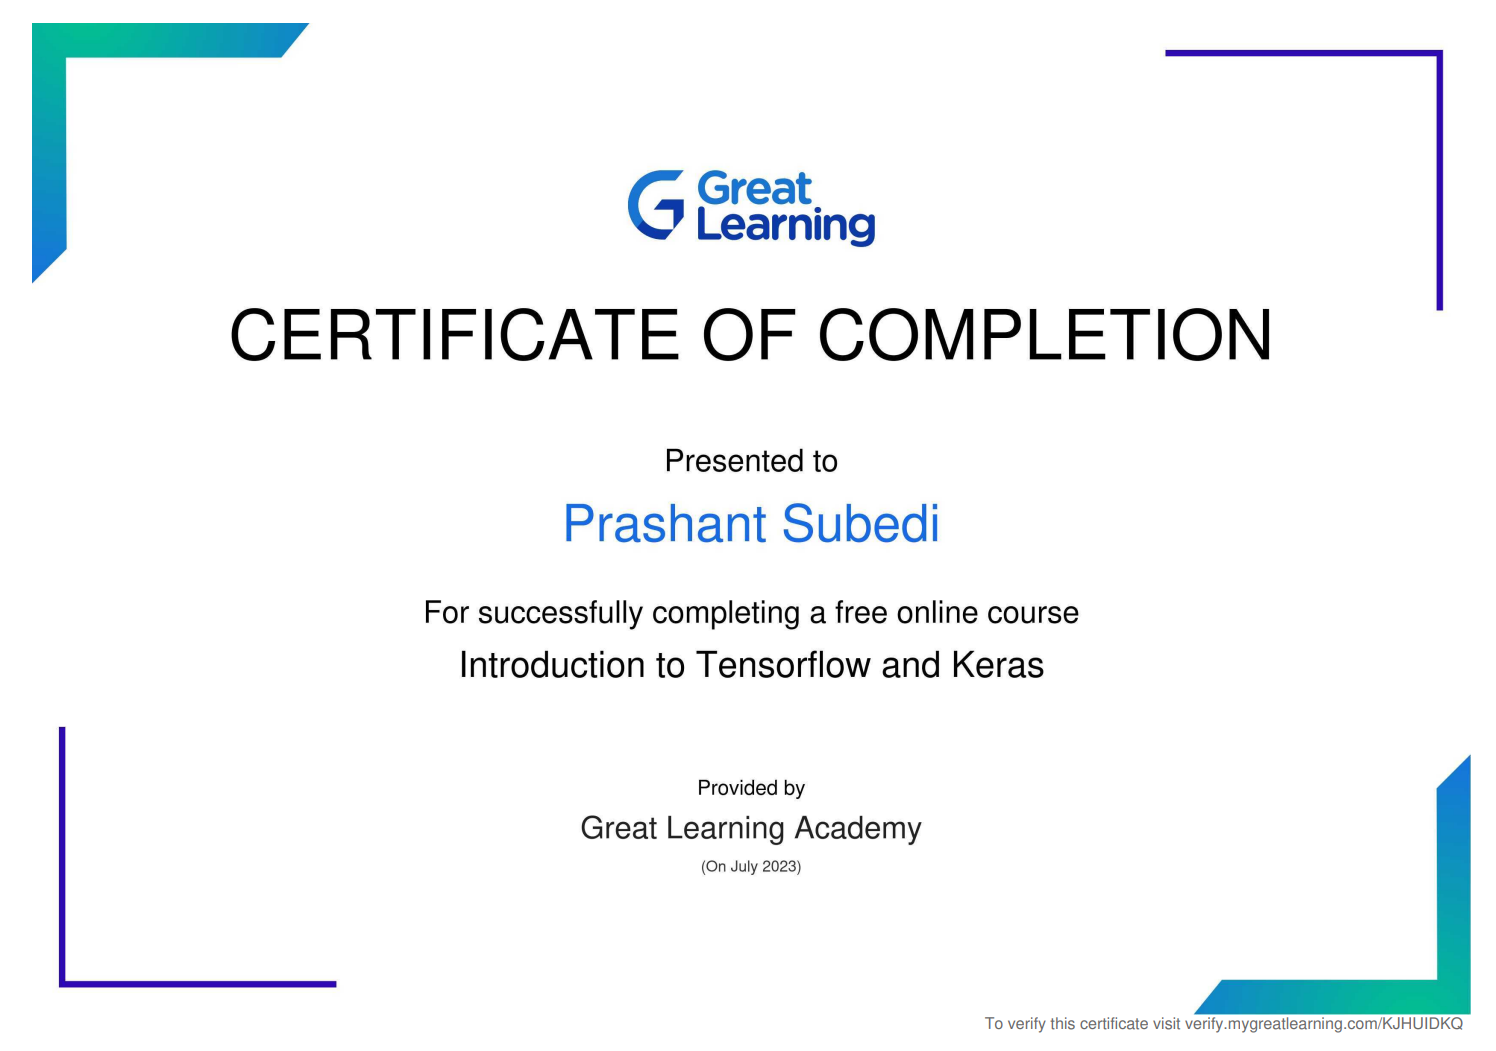 Great
Learning
CERTIFICATE OF COMPLETION
Presented to
Prashant Subedi
For successfully completing a free online course
Introduction to Tensorflow and Keras
Provided by
Great Learning Academy
(On July 2023)
To verify this certificate visit verify.mygreatlearning.com/KJHUIDKQ